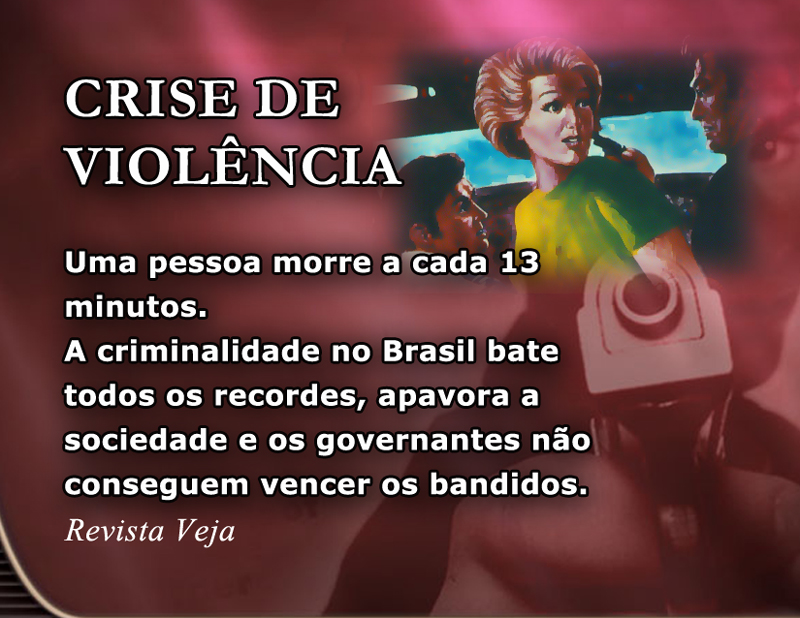 CRISE DE
VIOLÊNCIA
Uma pessoa morre a cada 13
minutos.
A criminalidade no Brasil bate
todos os recordes, apavora a
sociedade e os governantes não
conseguem vencer os bandidos.
Revista Veja